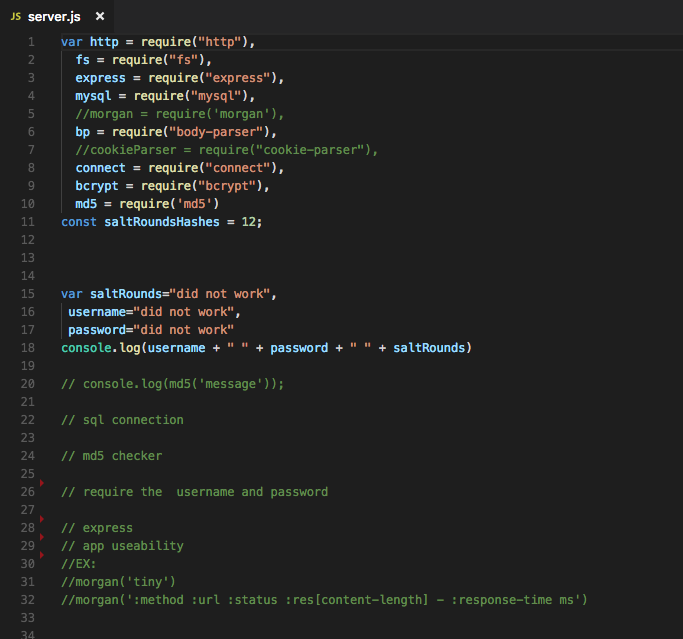 JS server.js ×
1 var http = require("http"),
2 fs = require("fs"),
3 express = require("express"),
4 mysql = require("mysql"),
5 //morgan = require('morgan'),
6 bp = require("body-parser"),
7 //cookieParser = require("cookie-parser"),
8 connect = require("connect"),
9 bcrypt = require("bcrypt"),
10 md5 = require('md5')
11 const saltRoundsHashes = 12;
12
13
14
15 var saltRounds="did not work",
16 username="did not work",
17 password="did not work"
18 console.log(username + " " + password + " " + saltRounds)
19
20 // console.log(md5('message'));
21
22 // sql connection
23
24 // md5 checker
25
26 // require the  username and password
27
28 // express
29 // app useability
30 //EX:
31 //morgan('tiny')
32 //morgan(':method :url :status :res[content-length] - :response-time ms')
33
34